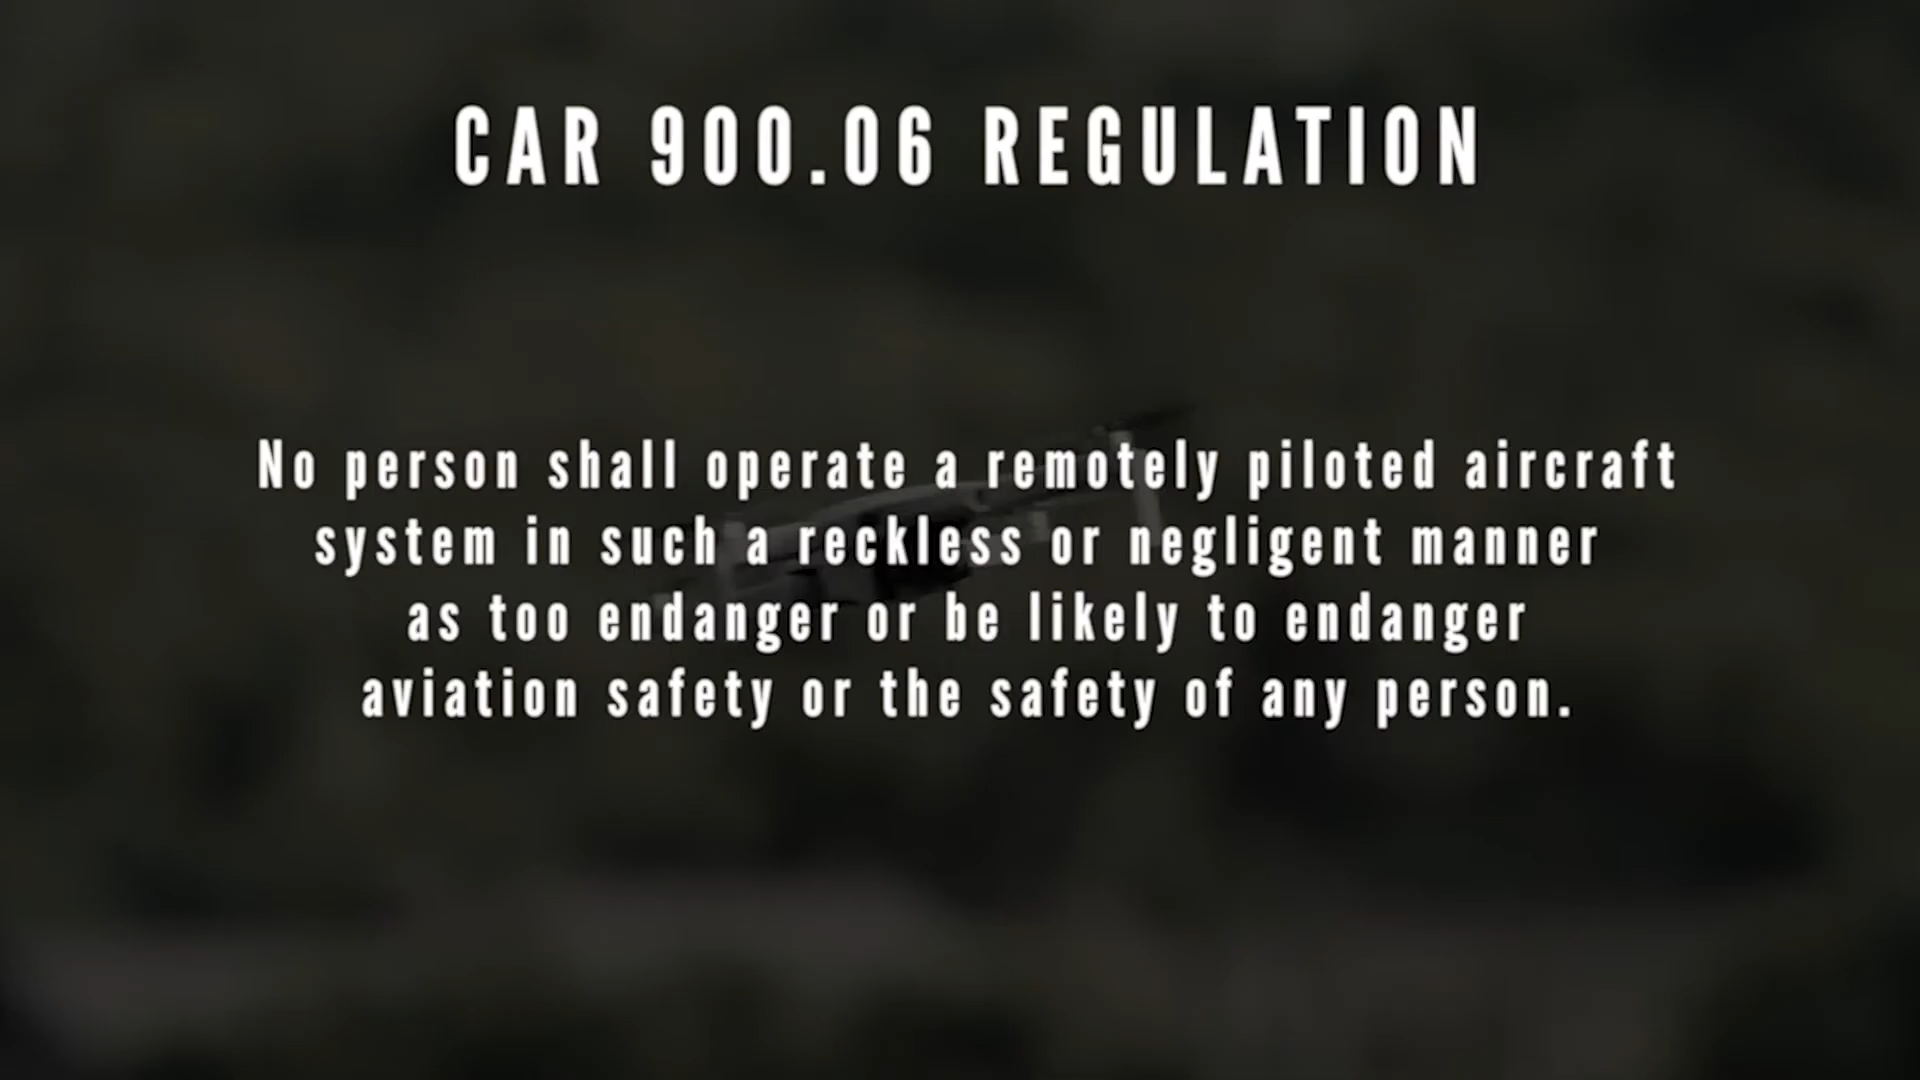 CAR 900.06 REGULATION
No person shall operate a remotely piloted aircraft
system in such a reckless or negligent manner
as too endanger or be likely to endanger
aviation safety or the safety of any person.